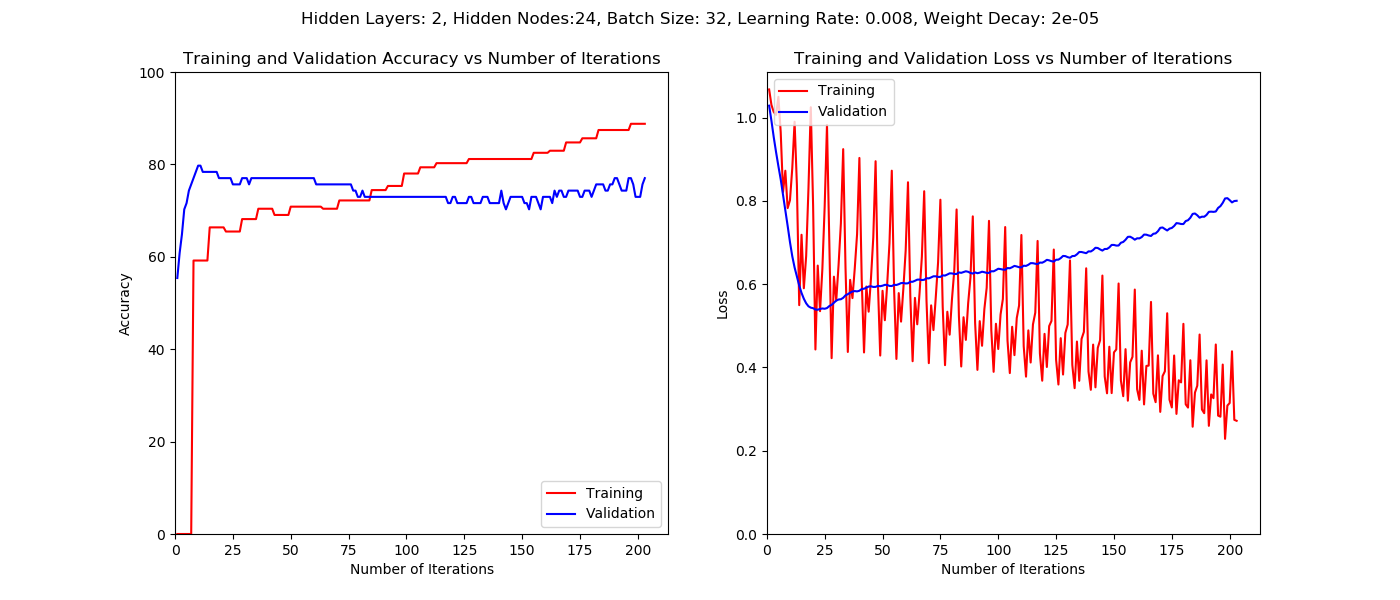 Hidden Layers: 2, Hidden Nodes:24, Batch Size: 32, Learning Rate: 0.008, Weight Decay: 2e-05
Training and Validation Accuracy vs Number of Iterations
100
80
60
40
20
0
Accuracy
0 25 50 75 100 125 150 175 200
Number of Iterations
Training
Validation
Training and Validation Loss vs Number of Iterations
Training
Validation
1.0
0.8
0.6
0.4
0.2
0.0
Loss
0 25 50 75 100 125 150 175 200
Number of Iterations